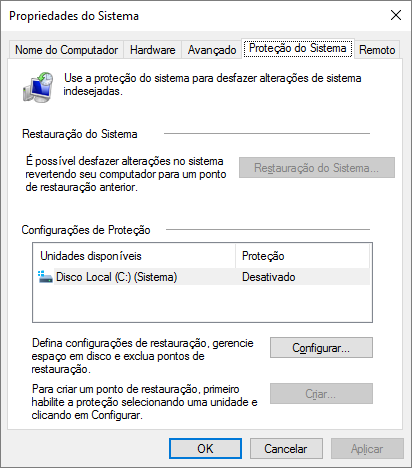 Propriedades do Sistema
Nome do Computador Hardware Avançado Proteção do Sistema Remoto
Use a proteção do sistema para desfazer alterações de sistema
indesejadas.
Restauração do Sistema
É possível desfazer alterações no sistema
revertendo seu computador para um ponto
de restauração anterior.
Restauração do Sistema...
Configurações de Proteção
Unidades disponíveis Proteção
Disco Local (C:) (Sistema) Desativado
Defina configurações de restauração, gerencie
espaço em disco e exclua pontos de
restauração.
Configurar...
Para criar um ponto de restauração, primeiro
habilite a proteção selecionando uma unidade e
clicando em Configurar.
Criar...
OK Cancelar Aplicar